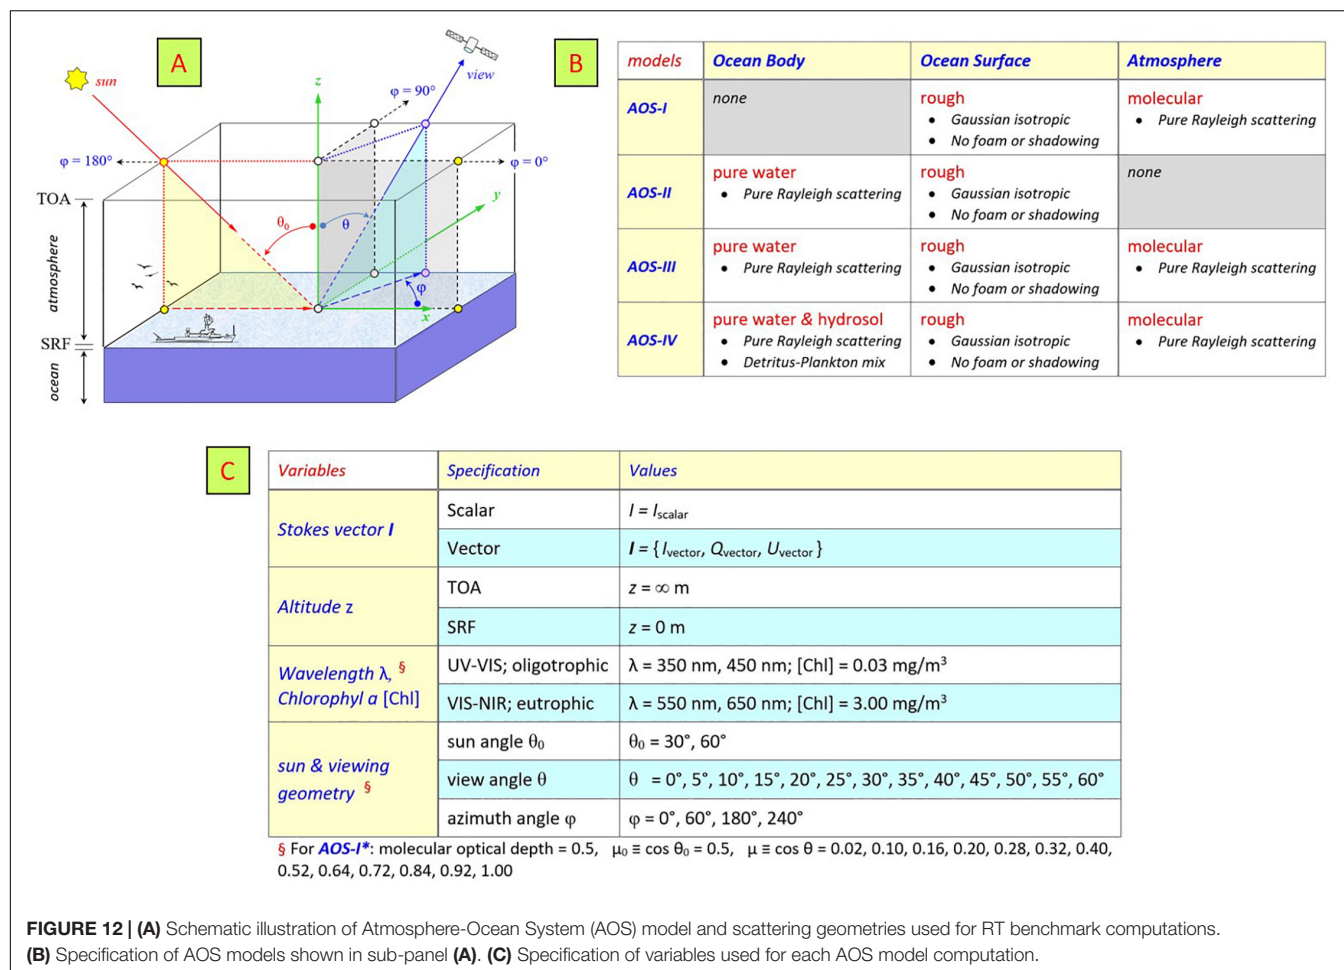 A
sun
view
z
φ = 90°
φ = 180°
φ = 0°
TOA
θ₀
θ
y
atmosphere
φ
x
SRF
ocean
B
models Ocean Body Ocean Surface Atmosphere
AOS-I none rough molecular
• Gaussian isotropic • Pure Rayleigh scattering
• No foam or shadowing
AOS-II pure water rough none
• Pure Rayleigh scattering • Gaussian isotropic
• No foam or shadowing
AOS-III pure water rough molecular
• Pure Rayleigh scattering • Gaussian isotropic • Pure Rayleigh scattering
• No foam or shadowing
AOS-IV pure water & hydrosol rough molecular
• Pure Rayleigh scattering • Gaussian isotropic • Pure Rayleigh scattering
• Detritus-Plankton mix • No foam or shadowing
C
Variables Specification Values
Stokes vector I
Scalar I = Iscalar
Vector I = { Ivector, Qvector, Uvector }
Altitude z
TOA z = ∞ m
SRF z = 0 m
Wavelength λ, §
Chlorophyl a [Chl]
UV-VIS; oligotrophic λ = 350 nm, 450 nm; [Chl] = 0.03 mg/m³
VIS-NIR; eutrophic λ = 550 nm, 650 nm; [Chl] = 3.00 mg/m³
sun & viewing
geometry §
sun angle θ₀ θ₀ = 30°, 60°
view angle θ θ = 0°, 5°, 10°, 15°, 20°, 25°, 30°, 35°, 40°, 45°, 50°, 55°, 60°
azimuth angle φ φ = 0°, 60°, 180°, 240°
§ For AOS-I*: molecular optical depth = 0.5, μ₀ ≡ cos θ₀ = 0.5, μ ≡ cos θ = 0.02, 0.10, 0.16, 0.20, 0.28, 0.32, 0.40,
0.52, 0.64, 0.72, 0.84, 0.92, 1.00
FIGURE 12 | (A) Schematic illustration of Atmosphere-Ocean System (AOS) model and scattering geometries used for RT benchmark computations.
(B) Specification of AOS models shown in sub-panel (A). (C) Specification of variables used for each AOS model computation.